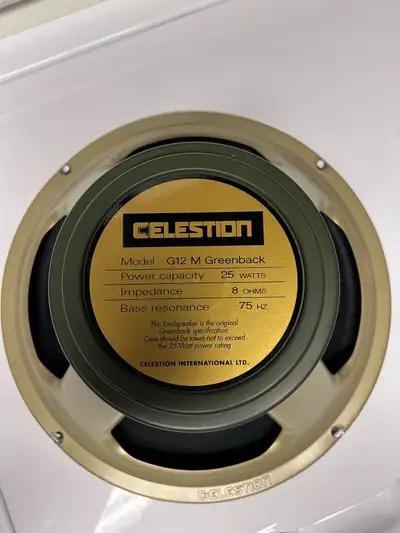 CELESTION
Model G12 M Greenback
Power capacity 25 WATTS
Impedance 8 OHMS
Bass resonance 75 HZ
This loudspeaker is the original
Greenback specification
Care should be taken not to exceed
the 25 Watt power rating
CELESTION INTERNATIONAL LTD.
CELESTION